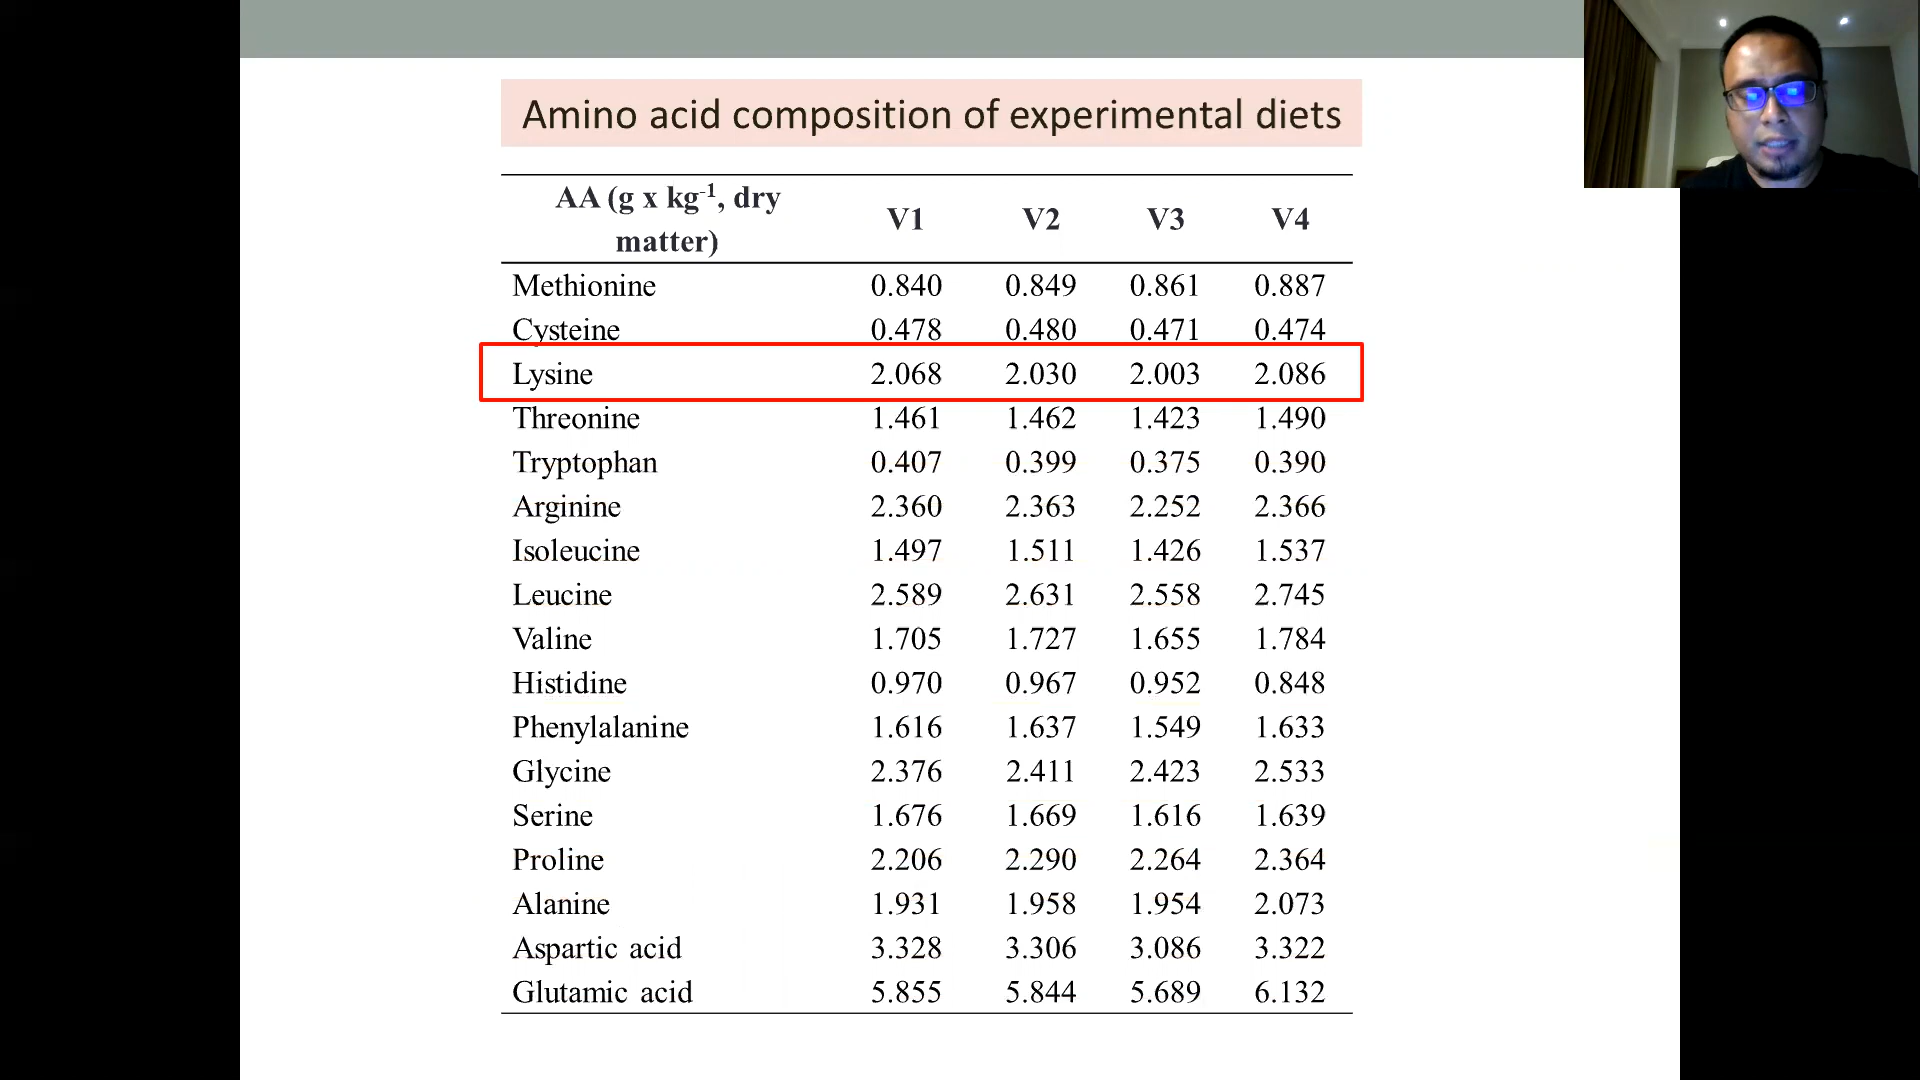 Amino acid composition of experimental diets
AA (g x kg-1, dry matter) V1 V2 V3 V4
Methionine 0.840 0.849 0.861 0.887
Cysteine 0.478 0.480 0.471 0.474
Lysine 2.068 2.030 2.003 2.086
Threonine 1.461 1.462 1.423 1.490
Tryptophan 0.407 0.399 0.375 0.390
Arginine 2.360 2.363 2.252 2.366
Isoleucine 1.497 1.511 1.426 1.537
Leucine 2.589 2.631 2.558 2.745
Valine 1.705 1.727 1.655 1.784
Histidine 0.970 0.967 0.952 0.848
Phenylalanine 1.616 1.637 1.549 1.633
Glycine 2.376 2.411 2.423 2.533
Serine 1.676 1.669 1.616 1.639
Proline 2.206 2.290 2.264 2.364
Alanine 1.931 1.958 1.954 2.073
Aspartic acid 3.328 3.306 3.086 3.322
Glutamic acid 5.855 5.844 5.689 6.132